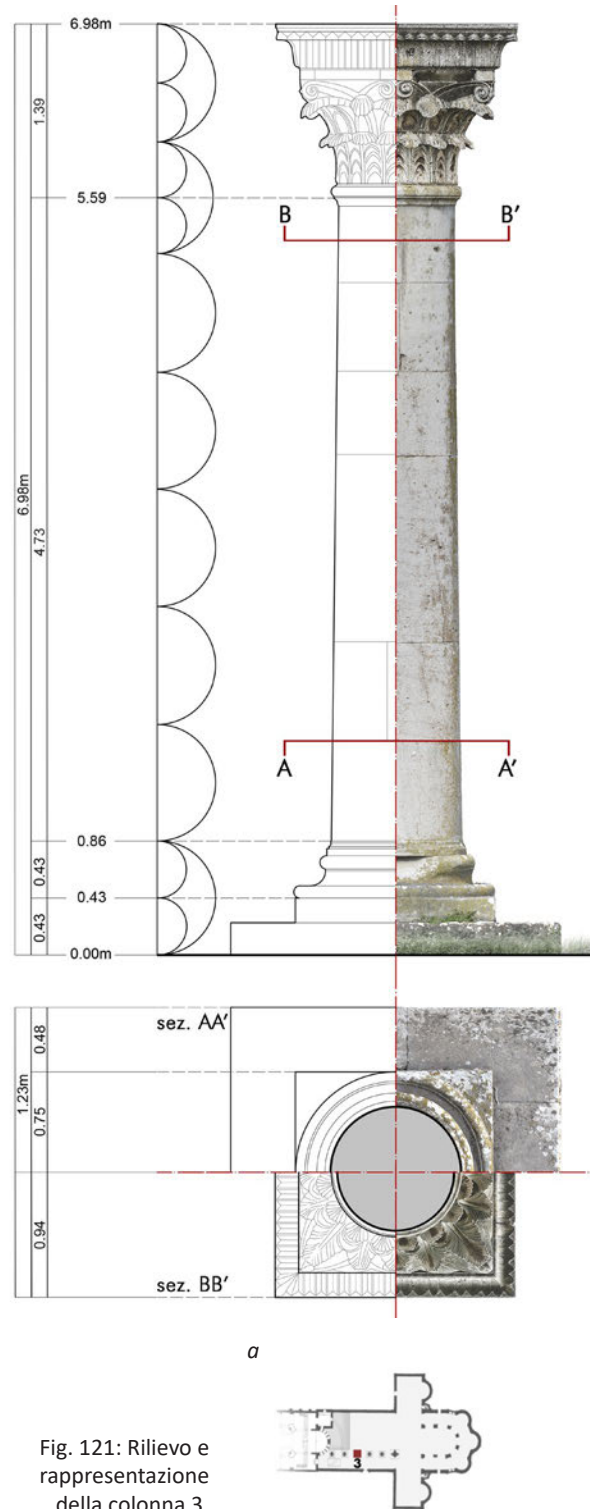 6.98m
1.39
5.59
B B′
6.98m
4.73
A A′
0.86
0.43
0.43
0.43
0.00m
sez. AA′
0.48
1.23m
0.75
0.94
sez. BB′
a
3
Fig. 121: Rilievo e
rappresentazione
della colonna 3